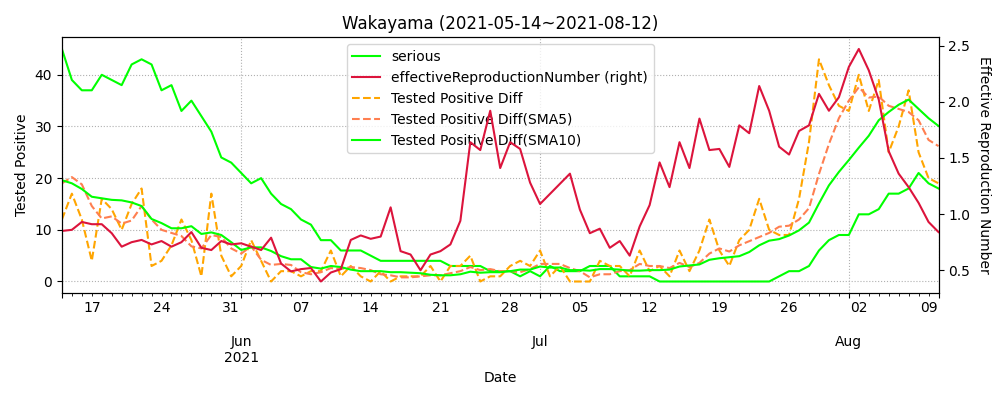 Wakayama (2021-05-14~2021-08-12)
serious
effectiveReproductionNumber (right)
Tested Positive Diff
Tested Positive Diff(SMA5)
Tested Positive Diff(SMA10)
Tested Positive
40
30
20
10
0
2.5
2.0
1.5
1.0
0.5
Effective Reproduction Number
17 24 31 07 14 21 28 05 12 19 26 02 09
Jun Jul Aug
2021
Date